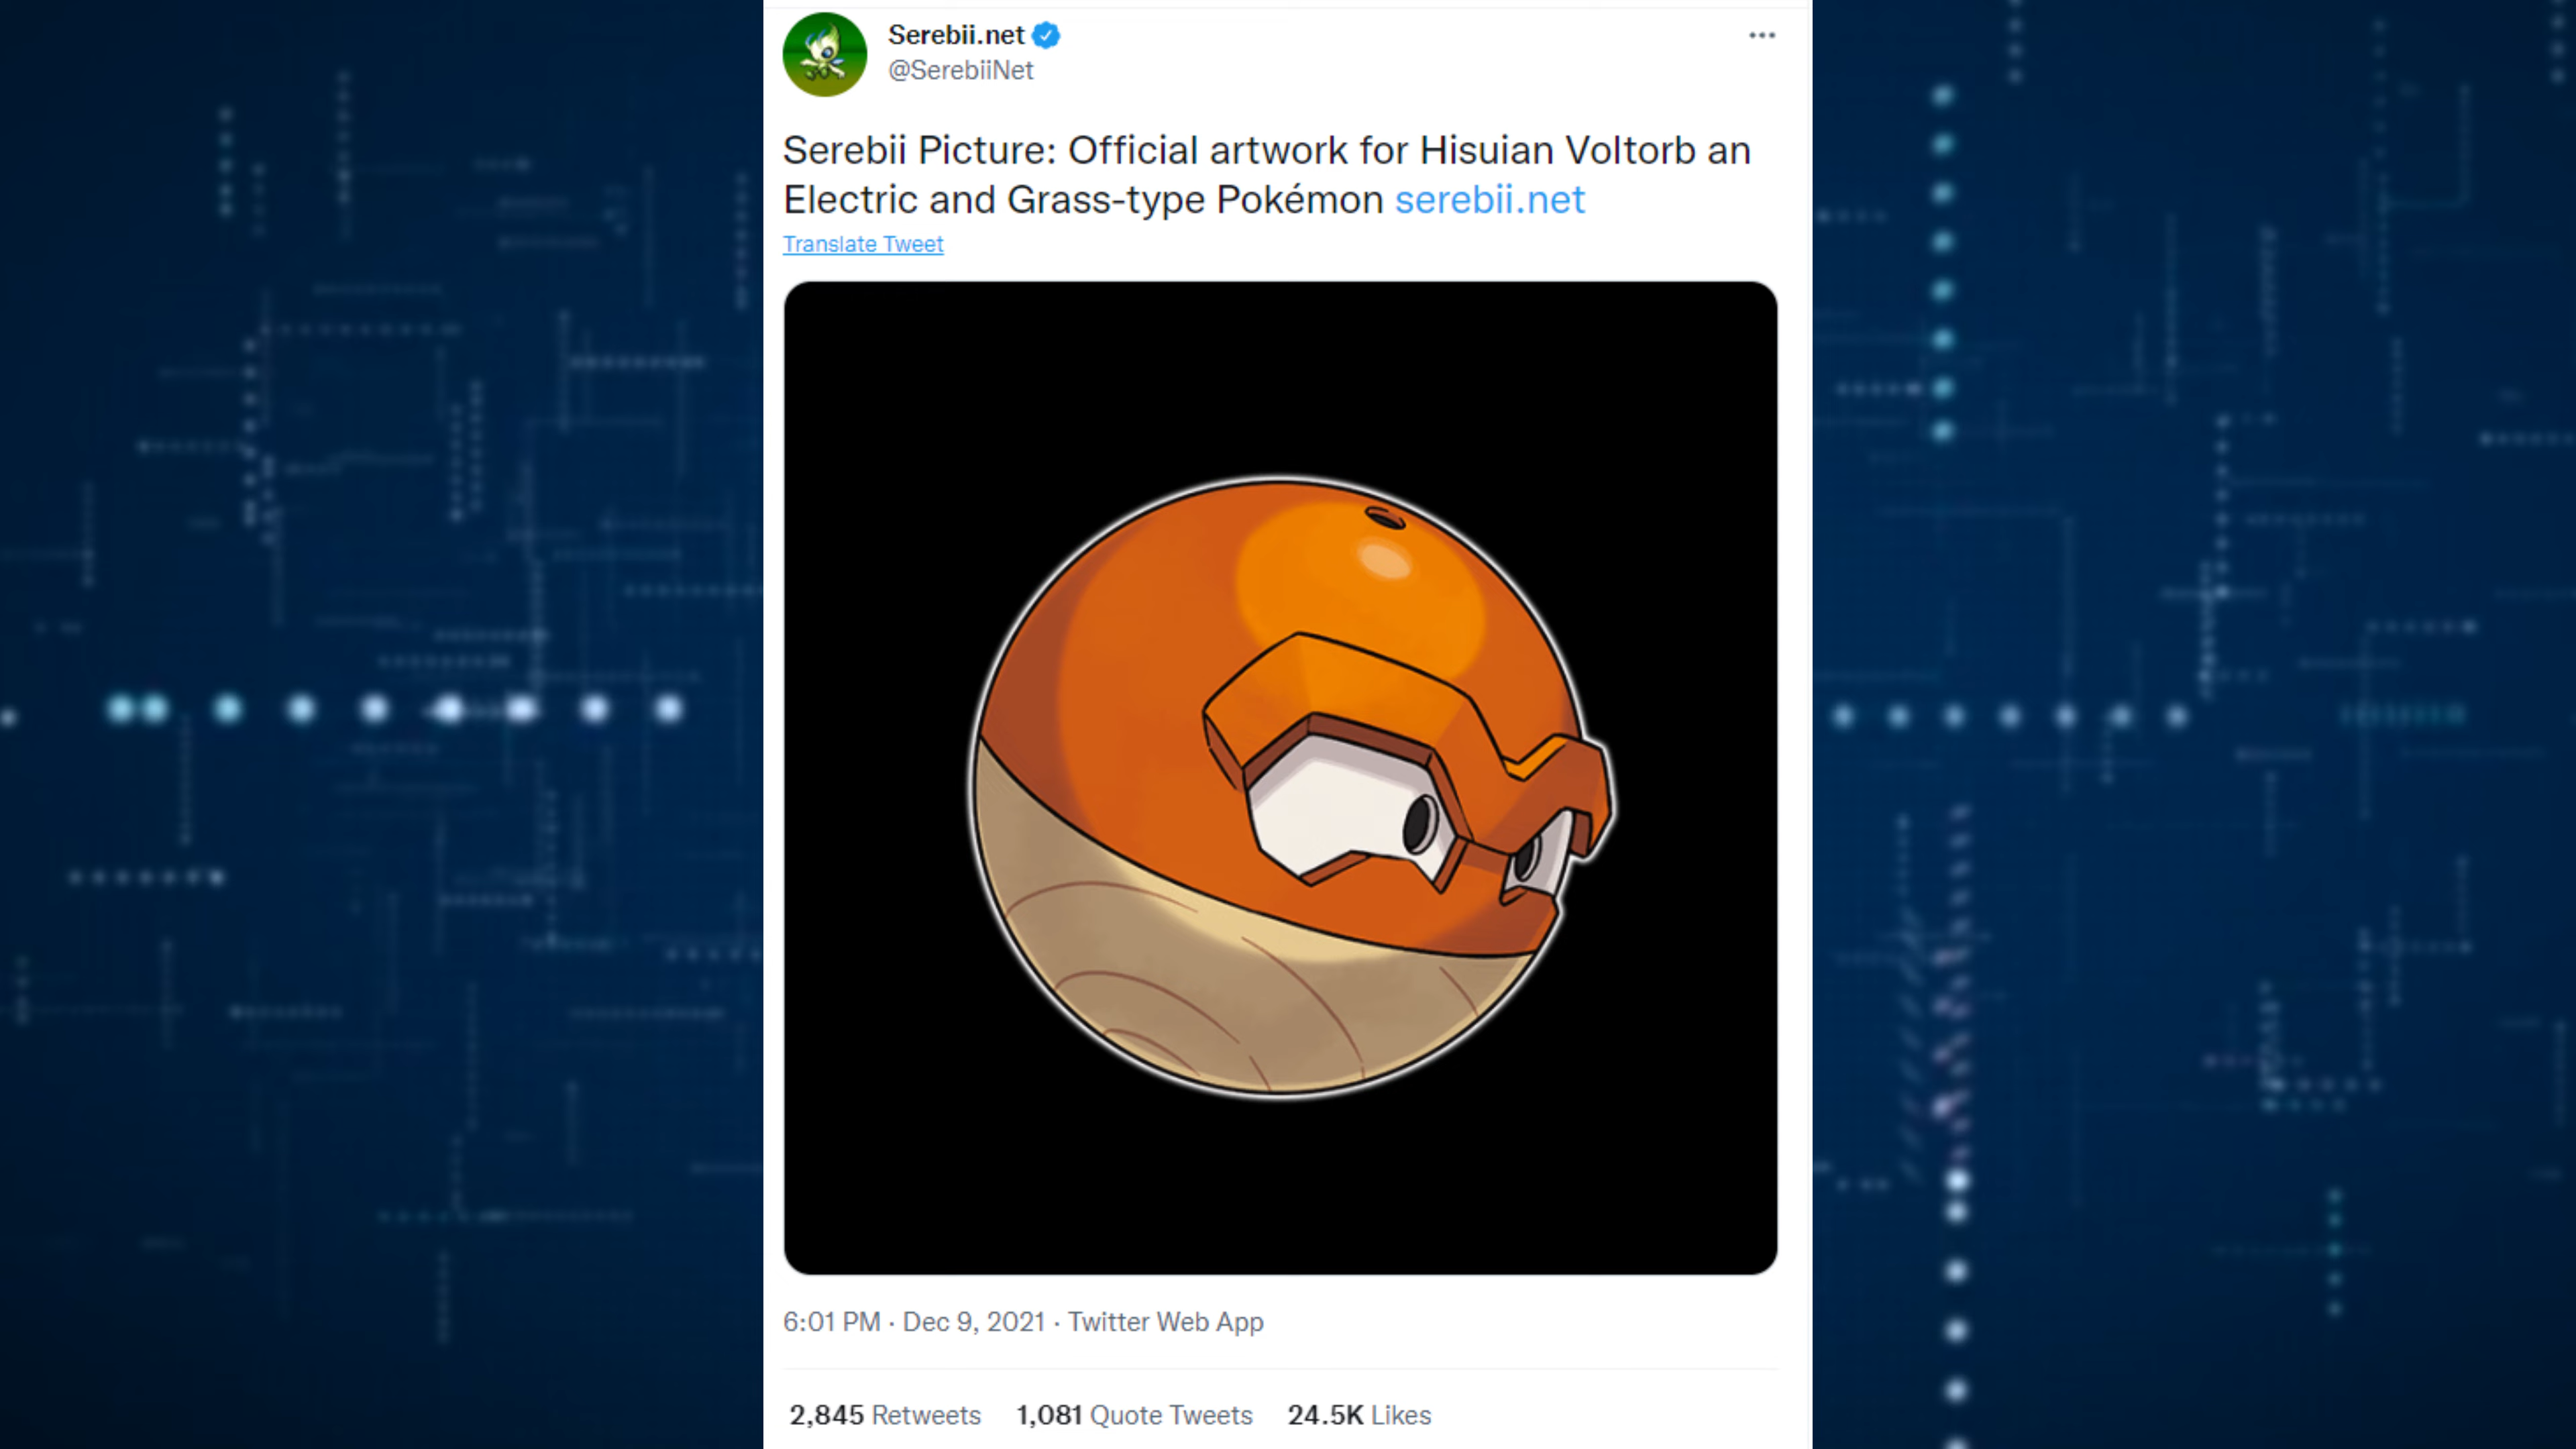 Serebii.net
@SerebiiNet
Serebii Picture: Official artwork for Hisuian Voltorb an
Electric and Grass-type Pokémon serebii.net
Translate Tweet
6:01 PM · Dec 9, 2021 · Twitter Web App
2,845 Retweets 1,081 Quote Tweets 24.5K Likes